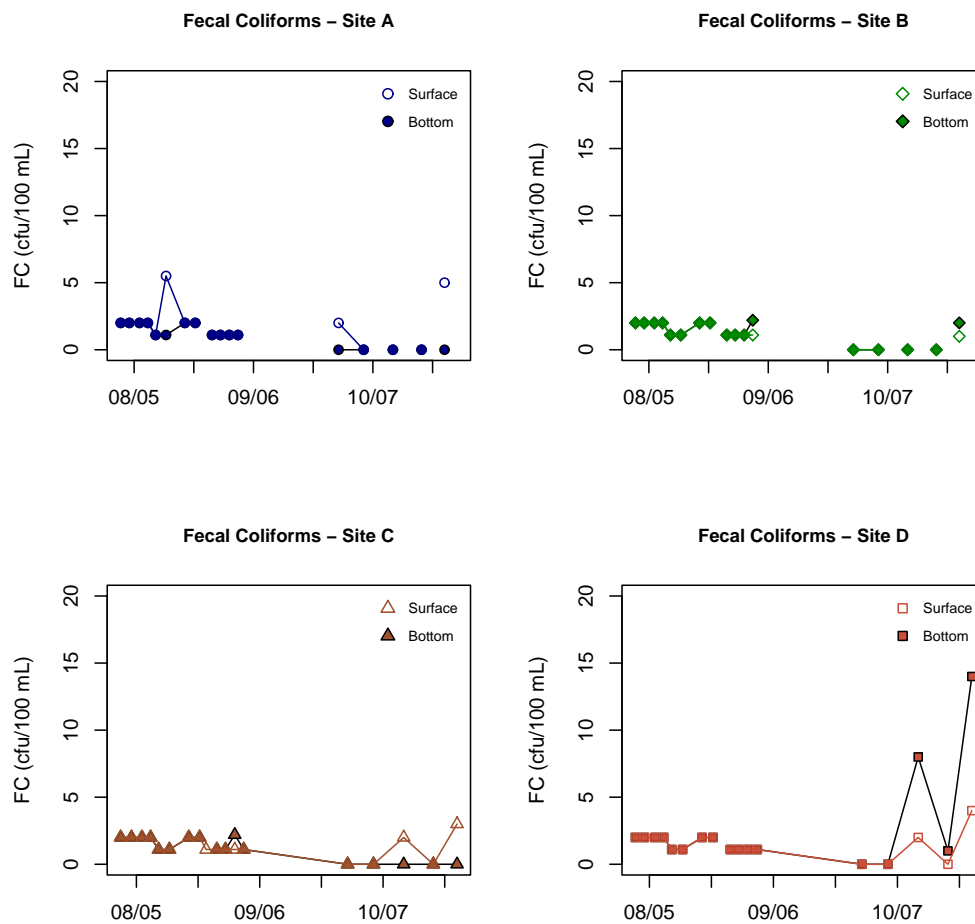 Fecal Coliforms – Site A
FC (cfu/100 mL)
20
15
10
5
0
Surface
Bottom
08/05 09/06 10/07
Fecal Coliforms – Site B
FC (cfu/100 mL)
20
15
10
5
0
Surface
Bottom
08/05 09/06 10/07
Fecal Coliforms – Site C
FC (cfu/100 mL)
20
15
10
5
0
Surface
Bottom
08/05 09/06 10/07
Fecal Coliforms – Site D
FC (cfu/100 mL)
20
15
10
5
0
Surface
Bottom
08/05 09/06 10/07